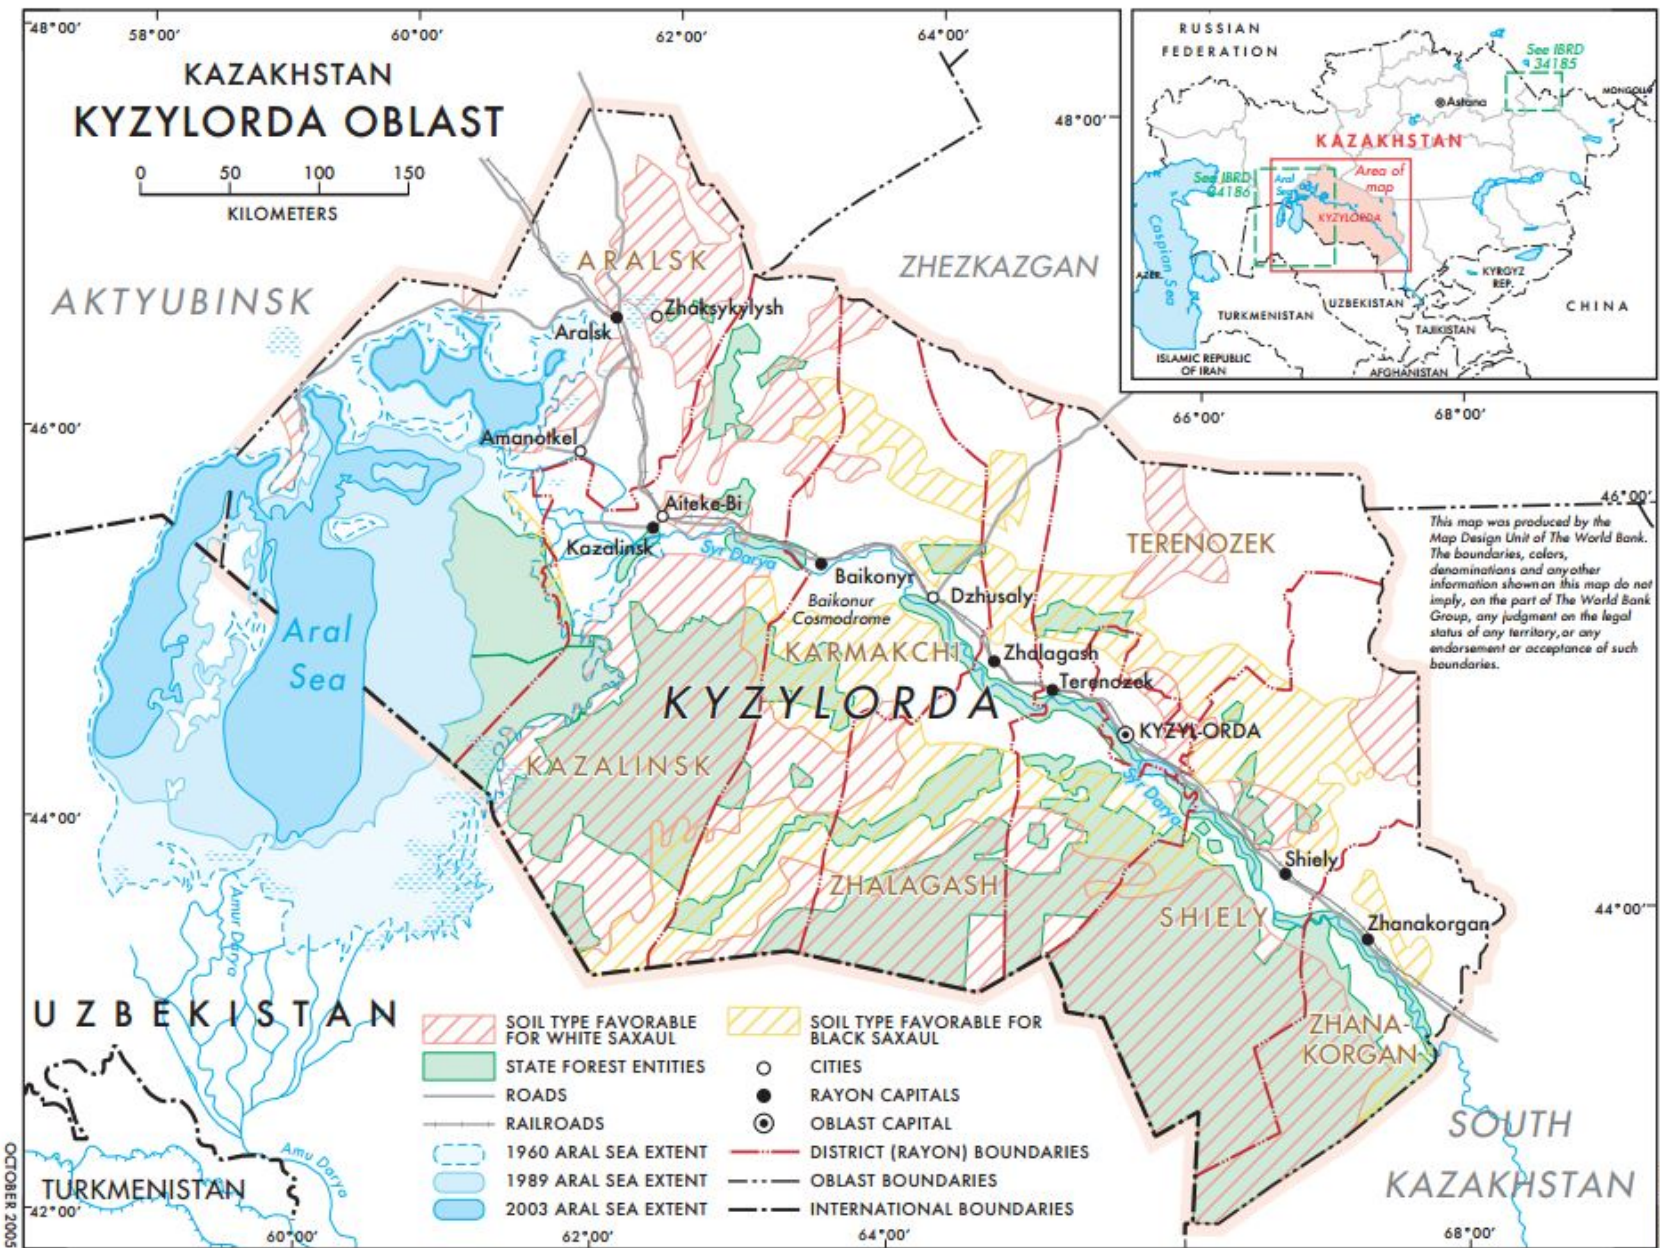 48°00'
58°00'
60°00'
62°00'
64°00'
KAZAKHSTAN
KYZYLORDA OBLAST
0 50 100 150
KILOMETERS
48°00'
RUSSIAN
FEDERATION
See IBRD
34185
MONGOLIA
Astana
KAZAKHSTAN
See IBRD
34186
Area of
map
Aral
Sea
KYZYLORDA
Caspian Sea
AZER.
KYRGYZ
REP.
UZBEKISTAN
CHINA
TURKMENISTAN
TAJIKISTAN
ISLAMIC REPUBLIC
OF IRAN
AFGHANISTAN
66°00'
68°00'
AKTYUBINSK
ARALSK
ZHEZKAZGAN
Zhaksykylysh
Aralsk
46°00'
Amanotkel
Aiteke-Bi
Kazalinsk
Syr Darya
Baikonyr
Baikonur
Cosmodrome
Dzhusaly
TERENOZEK
46°00'
This map was produced by the
Map Design Unit of The World Bank.
The boundaries, colors,
denominations and any other
information shown on this map do not
imply, on the part of The World Bank
Group, any judgment on the legal
status of any territory, or any
endorsement or acceptance of such
boundaries.
Aral
Sea
KARMAKCHI
Zhalagash
Terenozek
KYZYLORDA
KYZYL-ORDA
KAZALINSK
Syr Darya
44°00'
Shiely
ZHALAGASH
SHIELY
Zhanakorgan
44°00'
Amur Darya
UZBEKISTAN
ZHANA-
KORGAN
SOIL TYPE FAVORABLE
FOR WHITE SAXAUL
STATE FOREST ENTITIES
ROADS
RAILROADS
1960 ARAL SEA EXTENT
1989 ARAL SEA EXTENT
2003 ARAL SEA EXTENT
SOIL TYPE FAVORABLE FOR
BLACK SAXAUL
CITIES
RAYON CAPITALS
OBLAST CAPITAL
DISTRICT (RAYON) BOUNDARIES
OBLAST BOUNDARIES
INTERNATIONAL BOUNDARIES
SOUTH
KAZAKHSTAN
Amu Darya
TURKMENISTAN
42°00'
60°00'
62°00'
64°00'
68°00'
OCTOBER 2005